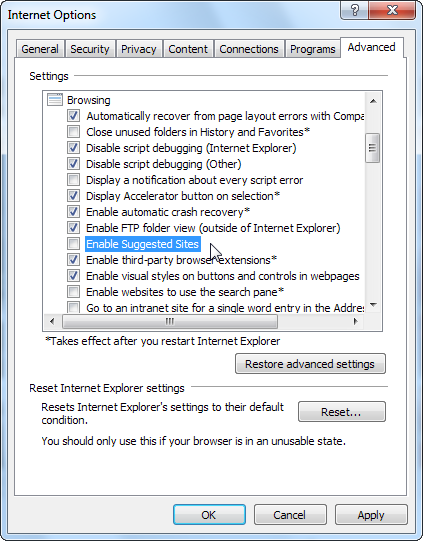 Internet Options
General Security Privacy Content Connections Programs Advanced
Settings
Browsing
Automatically recover from page layout errors with Compa
Close unused folders in History and Favorites*
Disable script debugging (Internet Explorer)
Disable script debugging (Other)
Display a notification about every script error
Display Accelerator button on selection*
Enable automatic crash recovery*
Enable FTP folder view (outside of Internet Explorer)
Enable Suggested Sites
Enable third-party browser extensions*
Enable visual styles on buttons and controls in webpages
Enable websites to use the search pane*
Go to an intranet site for a single word entry in the Addre
*Takes effect after you restart Internet Explorer
Restore advanced settings
Reset Internet Explorer settings
Resets Internet Explorer's settings to their default
condition.
Reset...
You should only use this if your browser is in an unusable state.
OK Cancel Apply